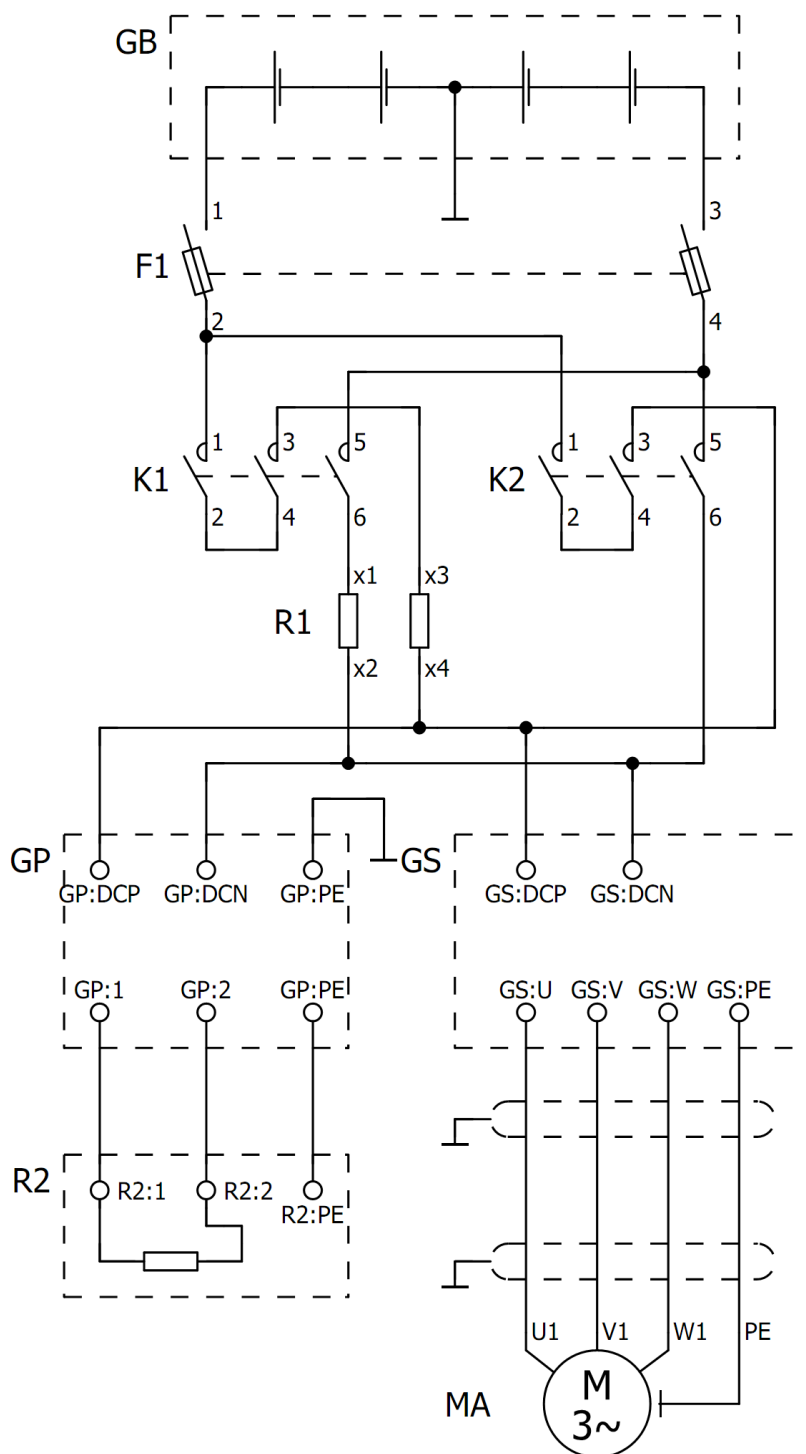 GB
1 3
F1
2 4
1 3 5 1 3 5
K1 K2
2 4 6 2 4 6
x1 x3
R1
x2 x4
GP GS
GP:DCP GP:DCN GP:PE GS:DCP GS:DCN
GP:1 GP:2 GP:PE GS:U GS:V GS:W GS:PE
R2 R2:1 R2:2 R2:PE
U1 V1 W1 PE
MA M
3~